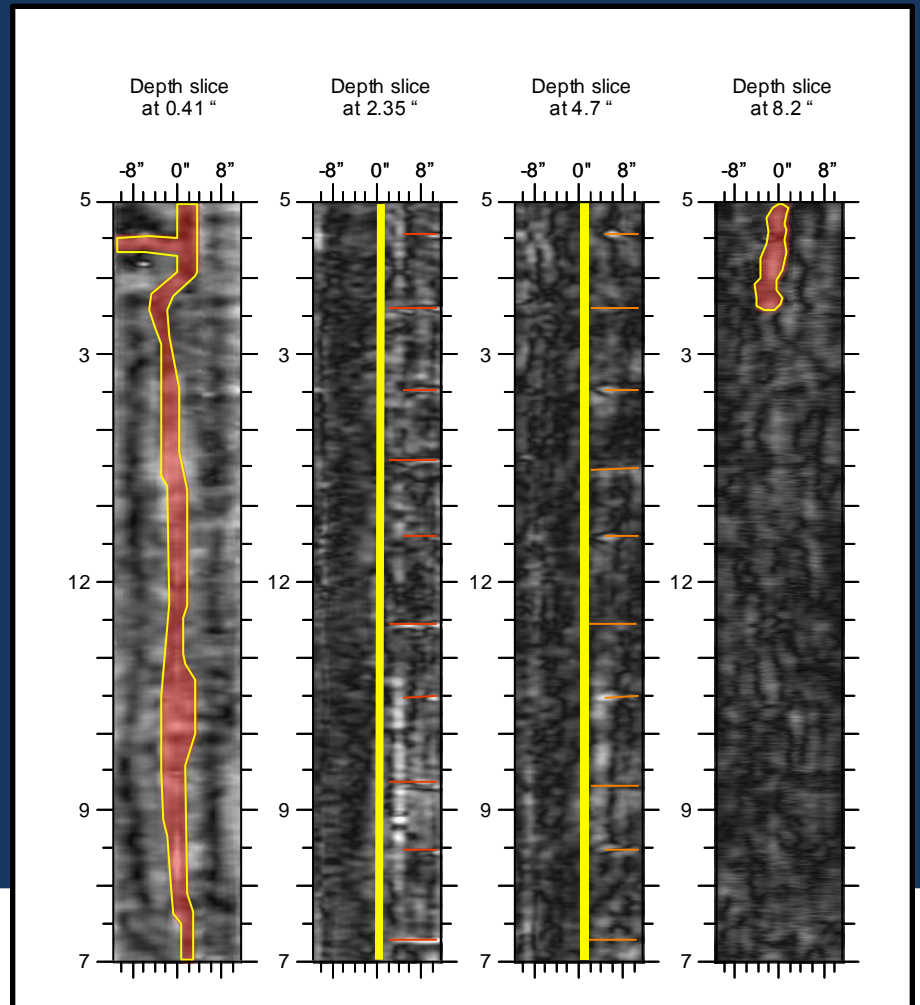 Depth slice
at 0.41 “
Depth slice
at 2.35 “
Depth slice
at 4.7 “
Depth slice
at 8.2 “
-8” 0" 8”
-8” 0" 8”
-8” 0" 8”
-8” 0" 8”
5 5 5 5
3 3 3 3
12 12 12 12
9 9 9 9
7 7 7 7